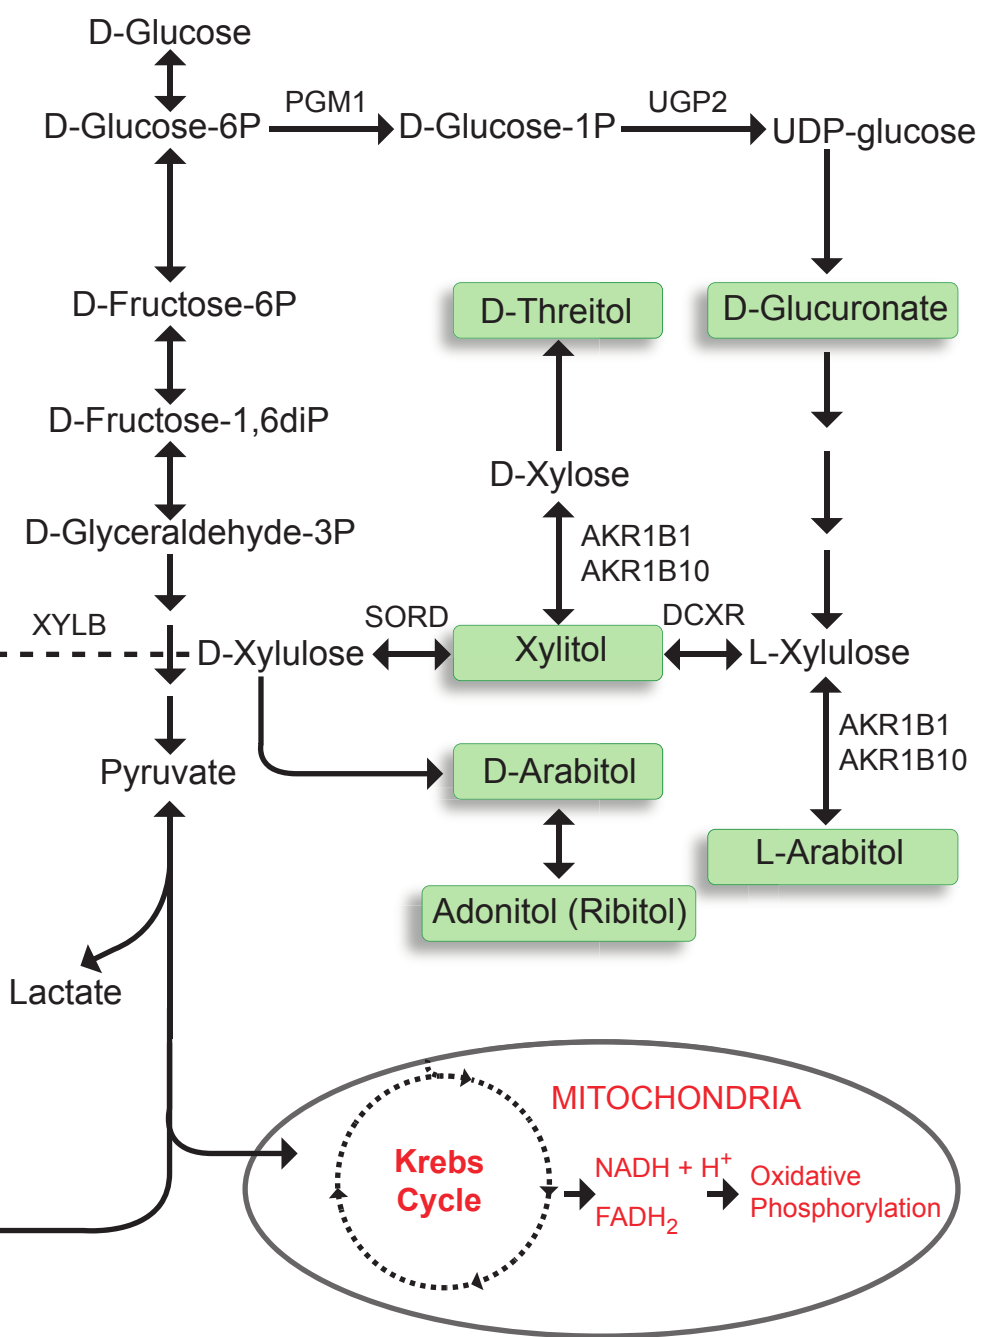 D-Glucose
PGM1
UGP2
D-Glucose-6P
D-Glucose-1P
UDP-glucose
D-Fructose-6P
D-Threitol
D-Glucuronate
D-Fructose-1,6diP
D-Xylose
D-Glyceraldehyde-3P
AKR1B1
AKR1B10
XYLB
SORD
DCXR
D-Xylulose
Xylitol
L-Xylulose
AKR1B1
AKR1B10
Pyruvate
D-Arabitol
L-Arabitol
Adonitol (Ribitol)
Lactate
MITOCHONDRIA
Krebs
Cycle
NADH + H⁺
FADH₂
Oxidative
Phosphorylation